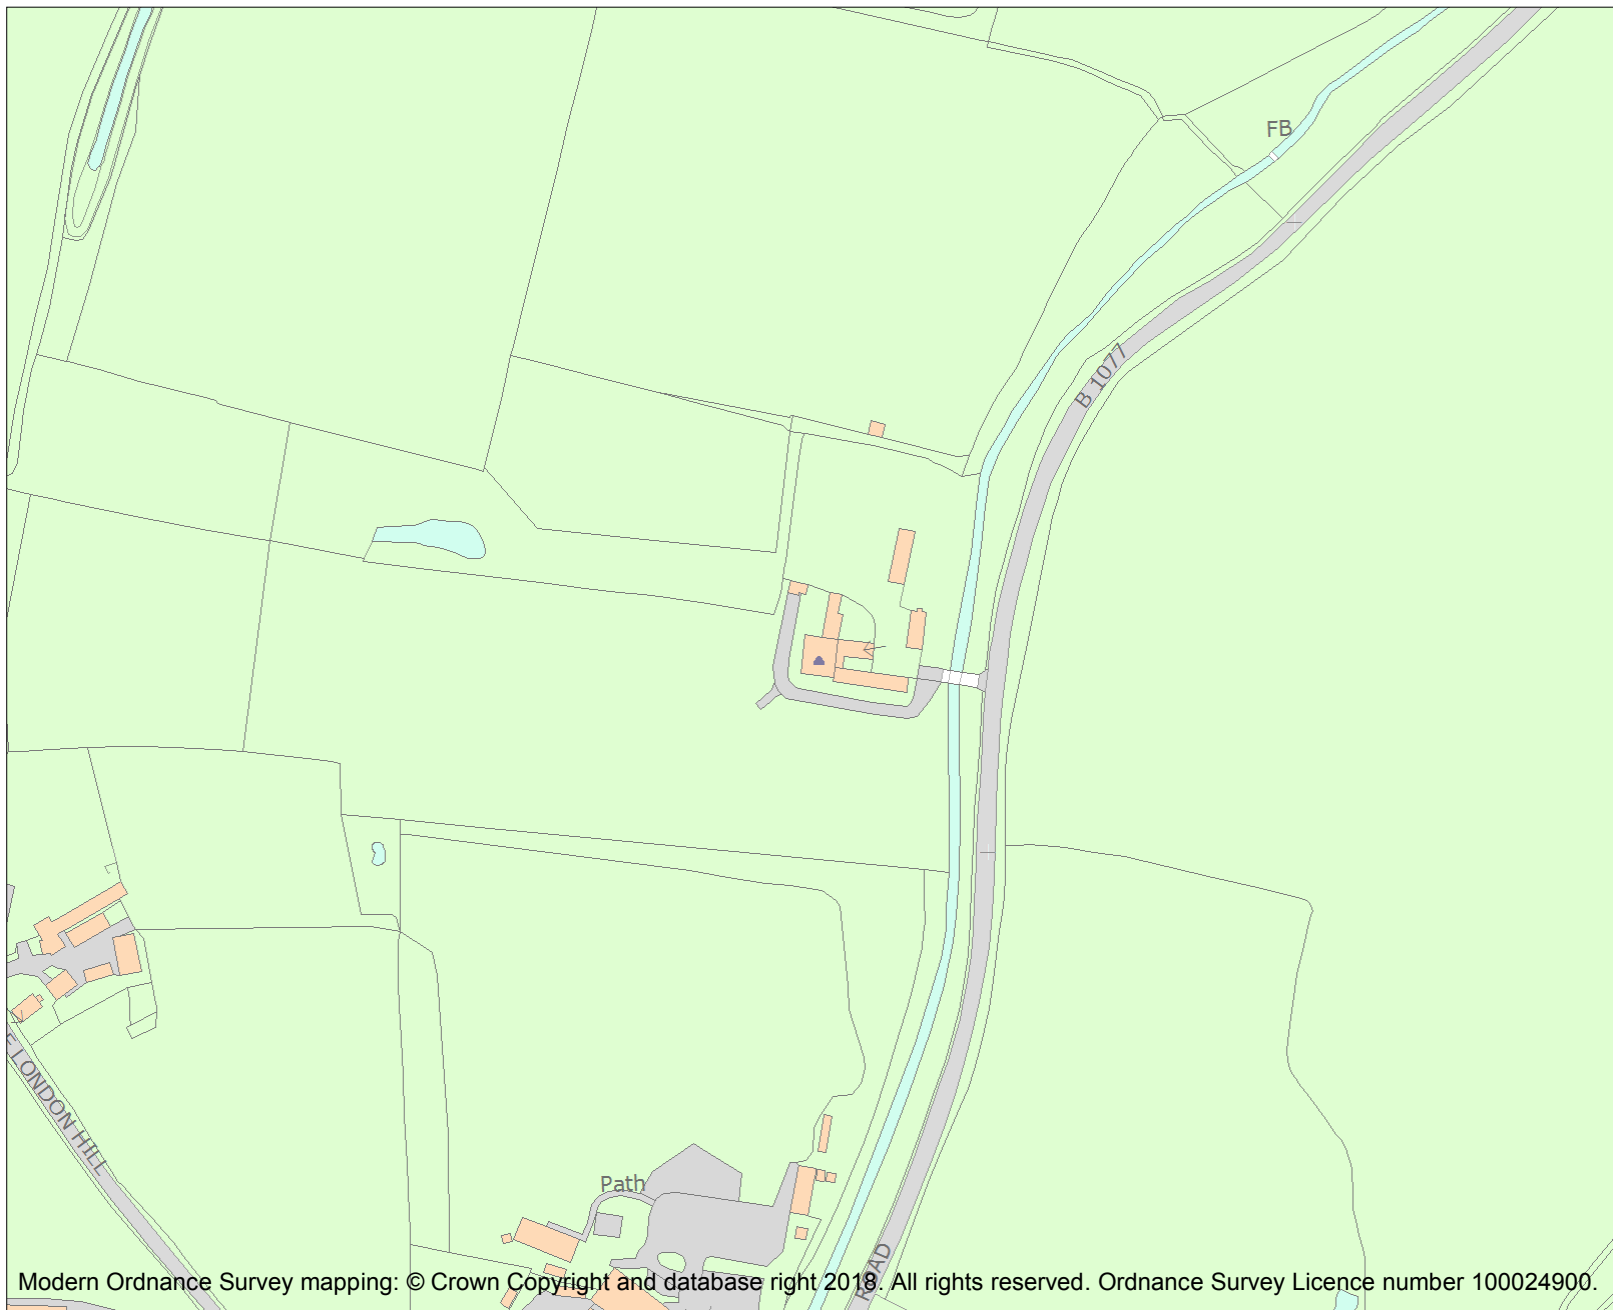 FB
B 1077
LONDON HILL
Path
ROAD
Modern Ordnance Survey mapping: © Crown Copyright and database right 2018. All rights reserved. Ordnance Survey Licence number 100024900.